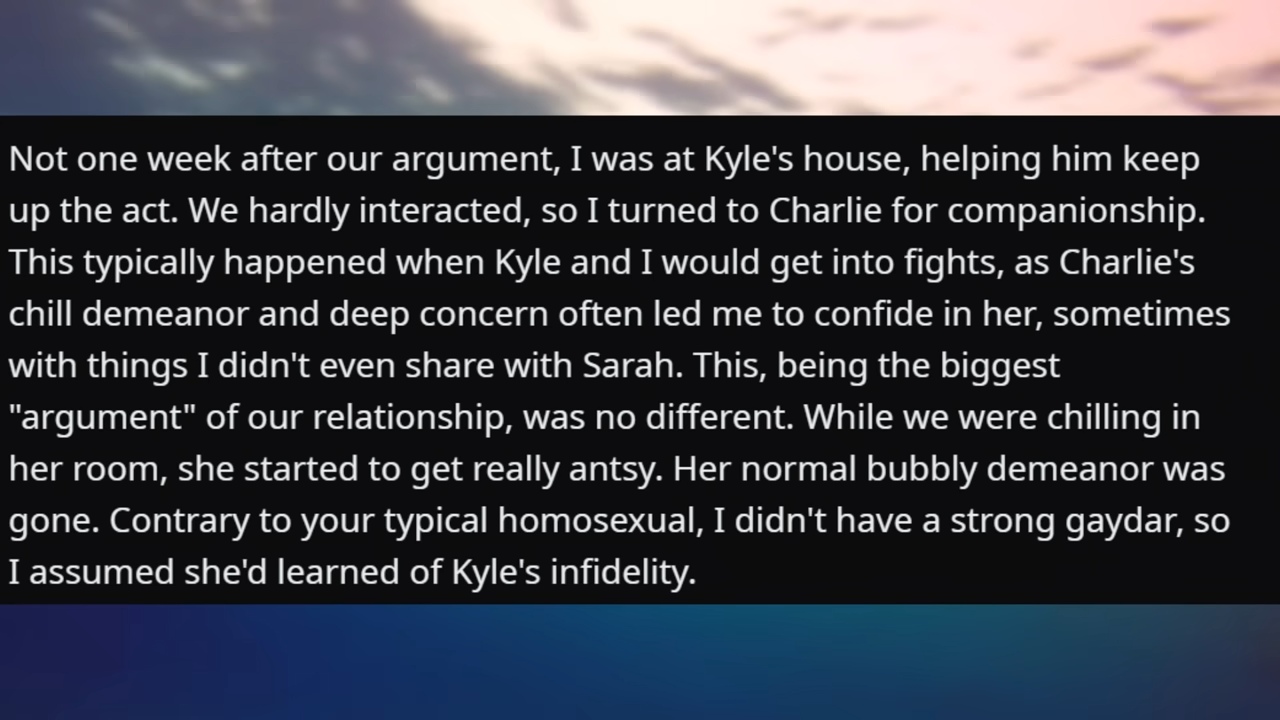 Not one week after our argument, I was at Kyle's house, helping him keep
up the act. We hardly interacted, so I turned to Charlie for companionship.
This typically happened when Kyle and I would get into fights, as Charlie's
chill demeanor and deep concern often led me to confide in her, sometimes
with things I didn't even share with Sarah. This, being the biggest
"argument" of our relationship, was no different. While we were chilling in
her room, she started to get really antsy. Her normal bubbly demeanor was
gone. Contrary to your typical homosexual, I didn't have a strong gaydar, so
I assumed she'd learned of Kyle's infidelity.